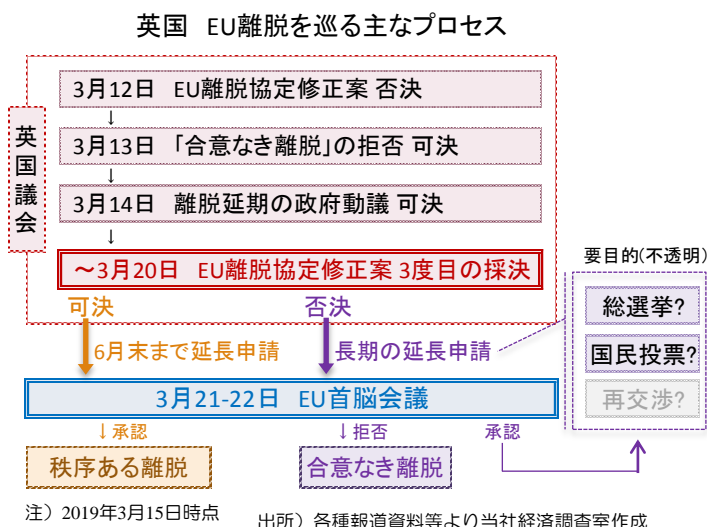 英国 EU離脱を巡る主なプロセス
英国議会
3月12日 EU離脱協定修正案 否決
↓
3月13日 「合意なき離脱」の拒否 可決
↓
3月14日 離脱延期の政府動議 可決
↓
～3月20日 EU離脱協定修正案 3度目の採決
可決 否決
6月末まで延長申請 長期の延長申請
要目的(不透明)
総選挙?
国民投票?
再交渉?
3月21-22日 EU首脳会議
↓承認 ↓拒否 承認
秩序ある離脱 合意なき離脱
注）2019年3月15日時点
出所）各種報道資料等より当社経済調査室作成